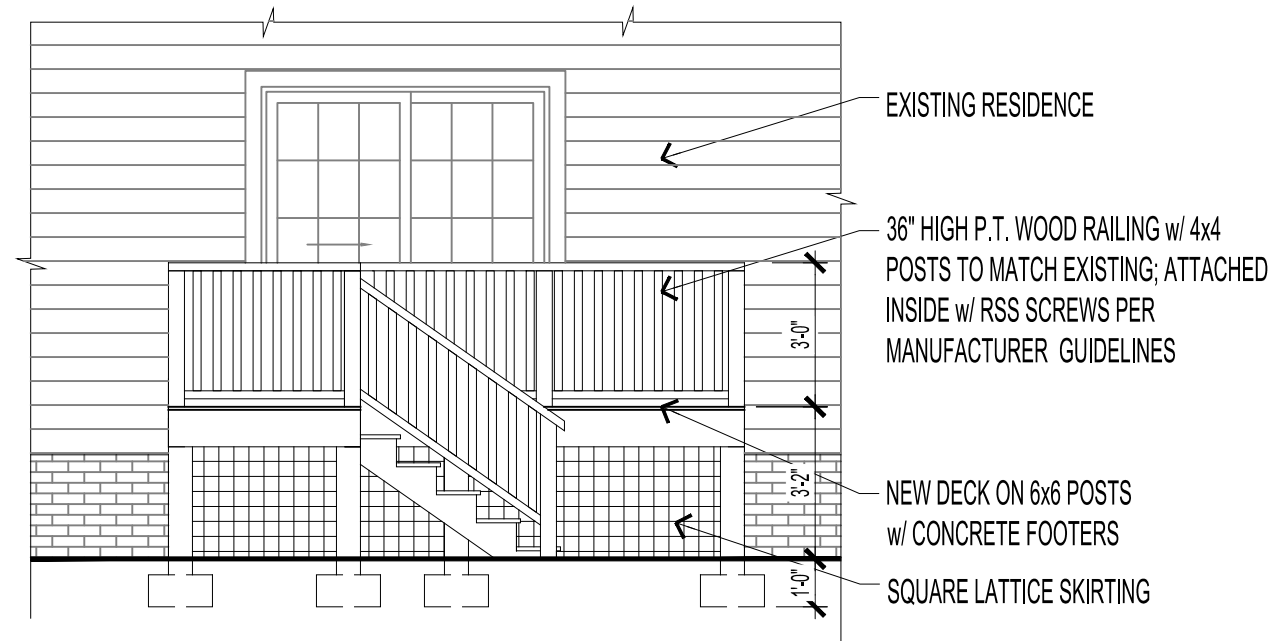 EXISTING RESIDENCE
36" HIGH P.T. WOOD RAILING w/ 4x4
POSTS TO MATCH EXISTING; ATTACHED
INSIDE w/ RSS SCREWS PER
MANUFACTURER GUIDELINES
3'-0"
3'-2"
NEW DECK ON 6x6 POSTS
w/ CONCRETE FOOTERS
1'-0"
SQUARE LATTICE SKIRTING